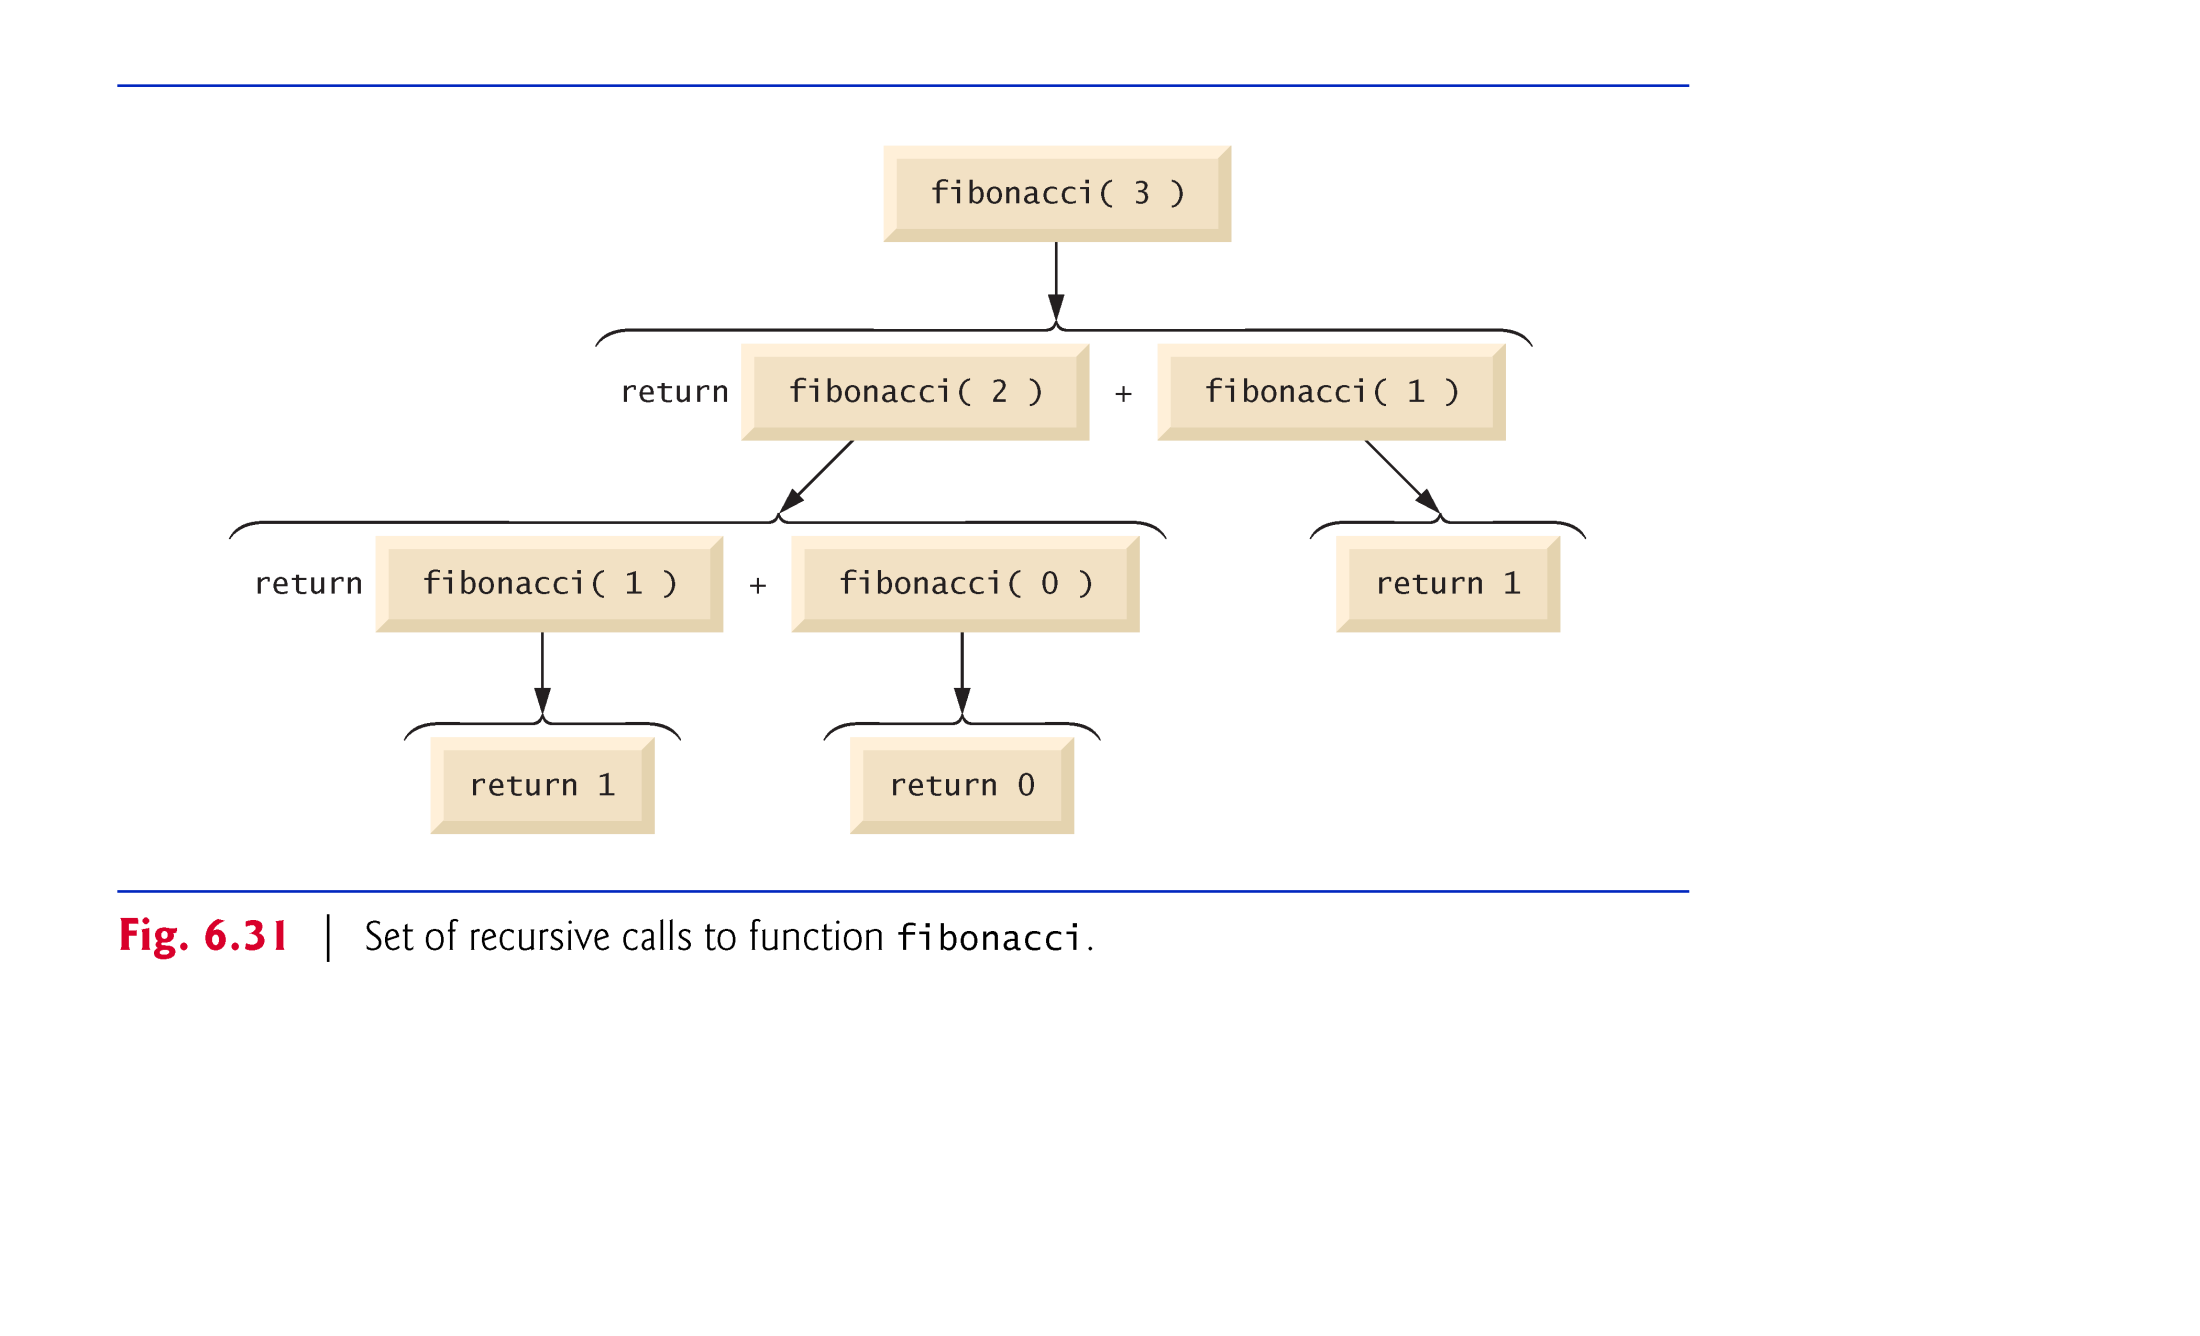 fibonacci( 3 )
return fibonacci( 2 ) + fibonacci( 1 )
return fibonacci( 1 ) + fibonacci( 0 ) return 1
return 1 return 0
Fig. 6.31 | Set of recursive calls to function fibonacci.